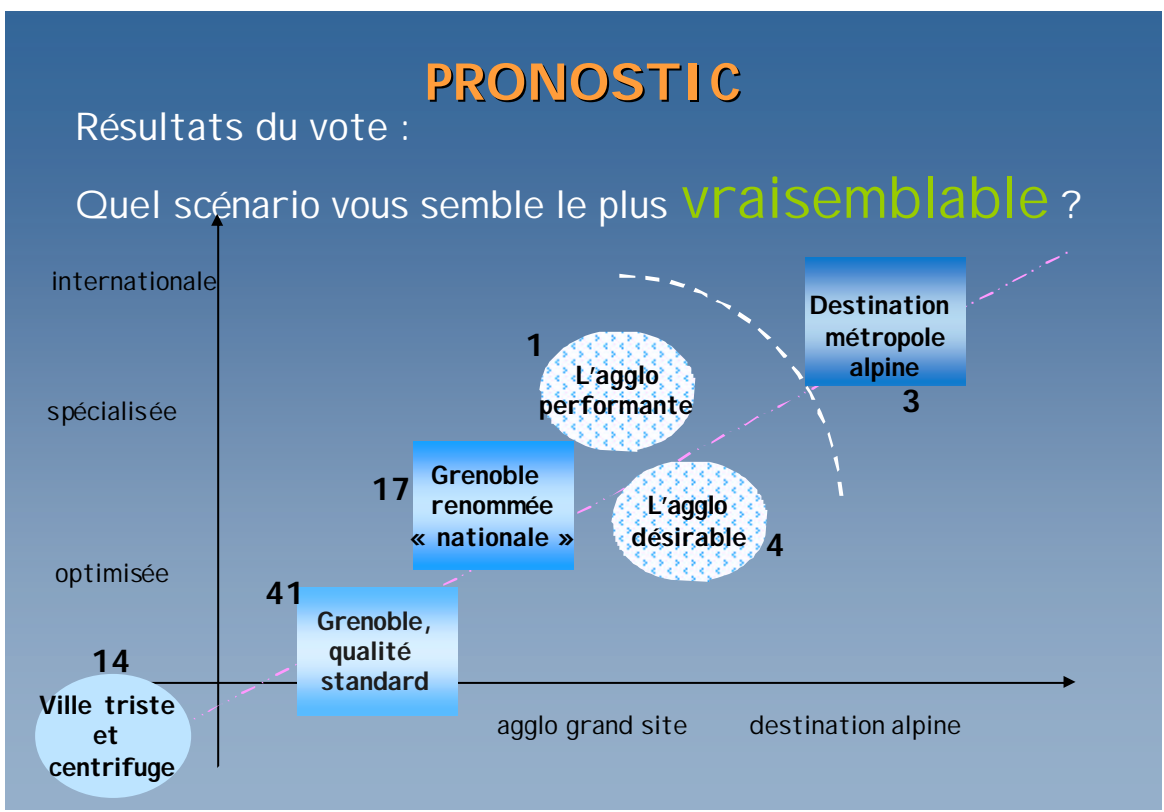 PRONOSTIC
Résultats du vote :
Quel scénario vous semble le plus vraisemblable ?
internationale
spécialisée
optimisée
Destination
métropole
alpine
3
1
L'agglo
performante
17
Grenoble
renommée
« nationale »
L'agglo
désirable
4
41
Grenoble,
qualité
standard
14
Ville triste
et
centrifuge
agglo grand site
destination alpine